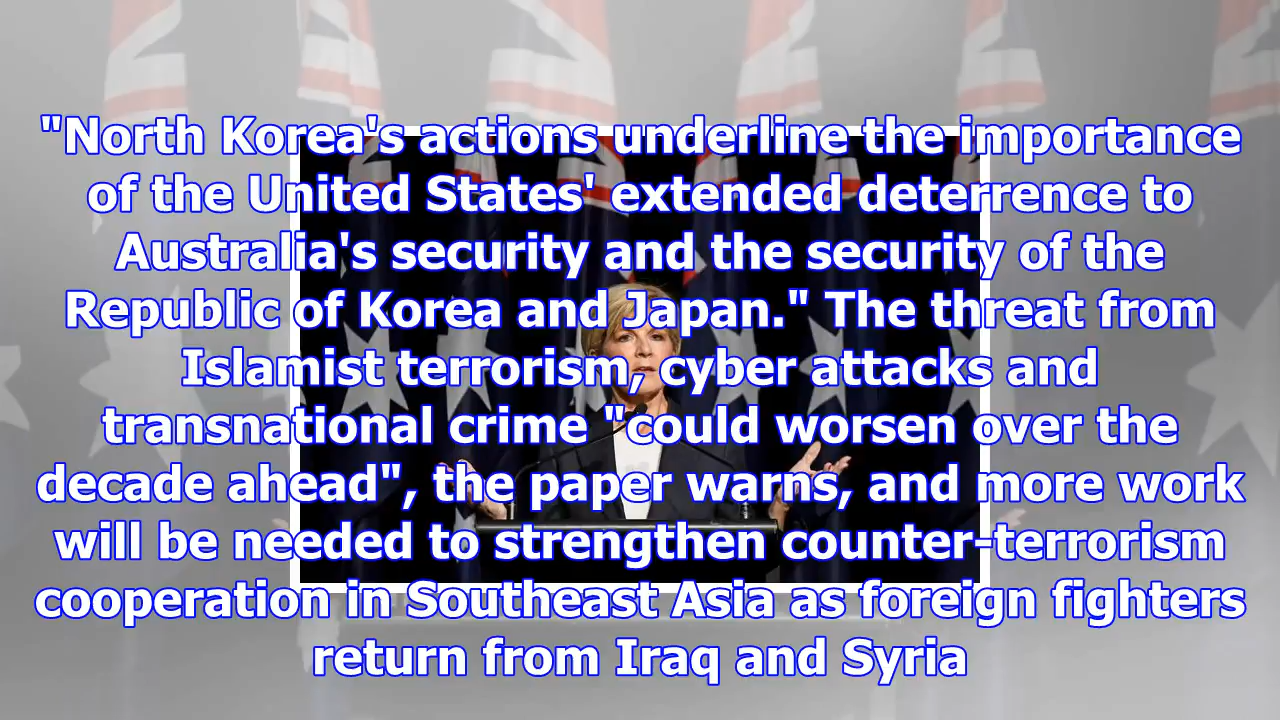 "North Korea's actions underline the importance
of the United States' extended deterrence to
Australia's security and the security of the
Republic of Korea and Japan." The threat from
Islamist terrorism, cyber attacks and
transnational crime "could worsen over the
decade ahead", the paper warns, and more work
will be needed to strengthen counter-terrorism
cooperation in Southeast Asia as foreign fighters
return from Iraq and Syria